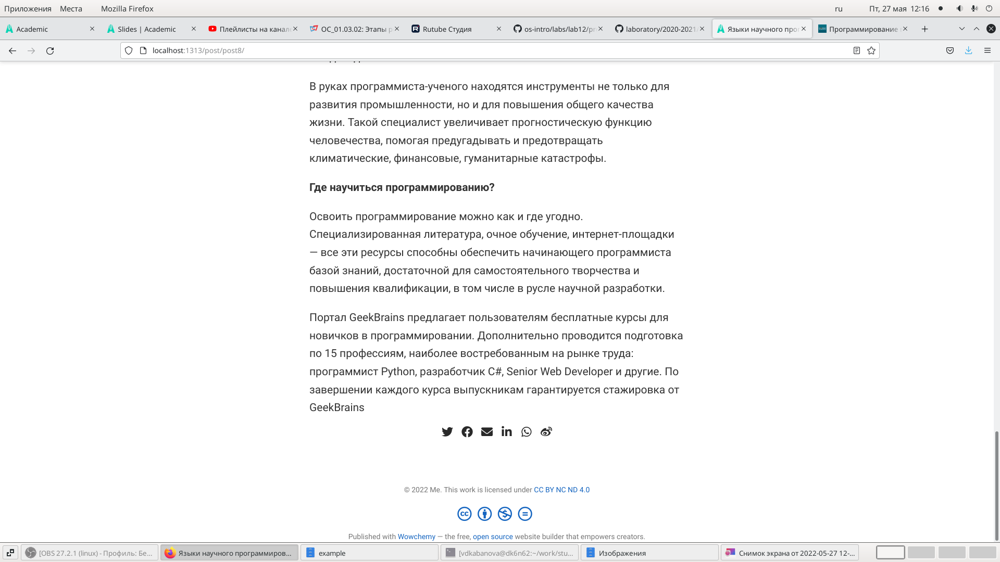 Приложения Места Mozilla Firefox ru Пт, 27 мая 12:16
Academic Slides | Academic Плейлисты на канале ОС_01.03.02: Этапы р Rutube Студия os-intro/labs/lab12/pr laboratory/2020-2021/ Языки научного прог Программирование
localhost:1313/post/post8/
В руках программиста-ученого находятся инструменты не только для
развития промышленности, но и для повышения общего качества
жизни. Такой специалист увеличивает прогностическую функцию
человечества, помогая предугадывать и предотвращать
климатические, финансовые, гуманитарные катастрофы.
Где научиться программированию?
Освоить программирование можно как и где угодно.
Специализированная литература, очное обучение, интернет-площадки
— все эти ресурсы способны обеспечить начинающего программиста
базой знаний, достаточной для самостоятельного творчества и
повышения квалификации, в том числе в русле научной разработки.
Портал GeekBrains предлагает пользователям бесплатные курсы для
новичков в программировании. Дополнительно проводится подготовка
по 15 профессиям, наиболее востребованным на рынке труда:
программист Python, разработчик C#, Senior Web Developer и другие. По
завершении каждого курса выпускникам гарантируется стажировка от
GeekBrains
© 2022 Me. This work is licensed under CC BY NC ND 4.0
Published with Wowchemy — the free, open source website builder that empowers creators.
[OBS 27.2.1 (linux) - Профиль: Бе... Языки научного программиров... example [vdkabanova@dk6n62:~/work/stu... Изображения Снимок экрана от 2022-05-27 12-...